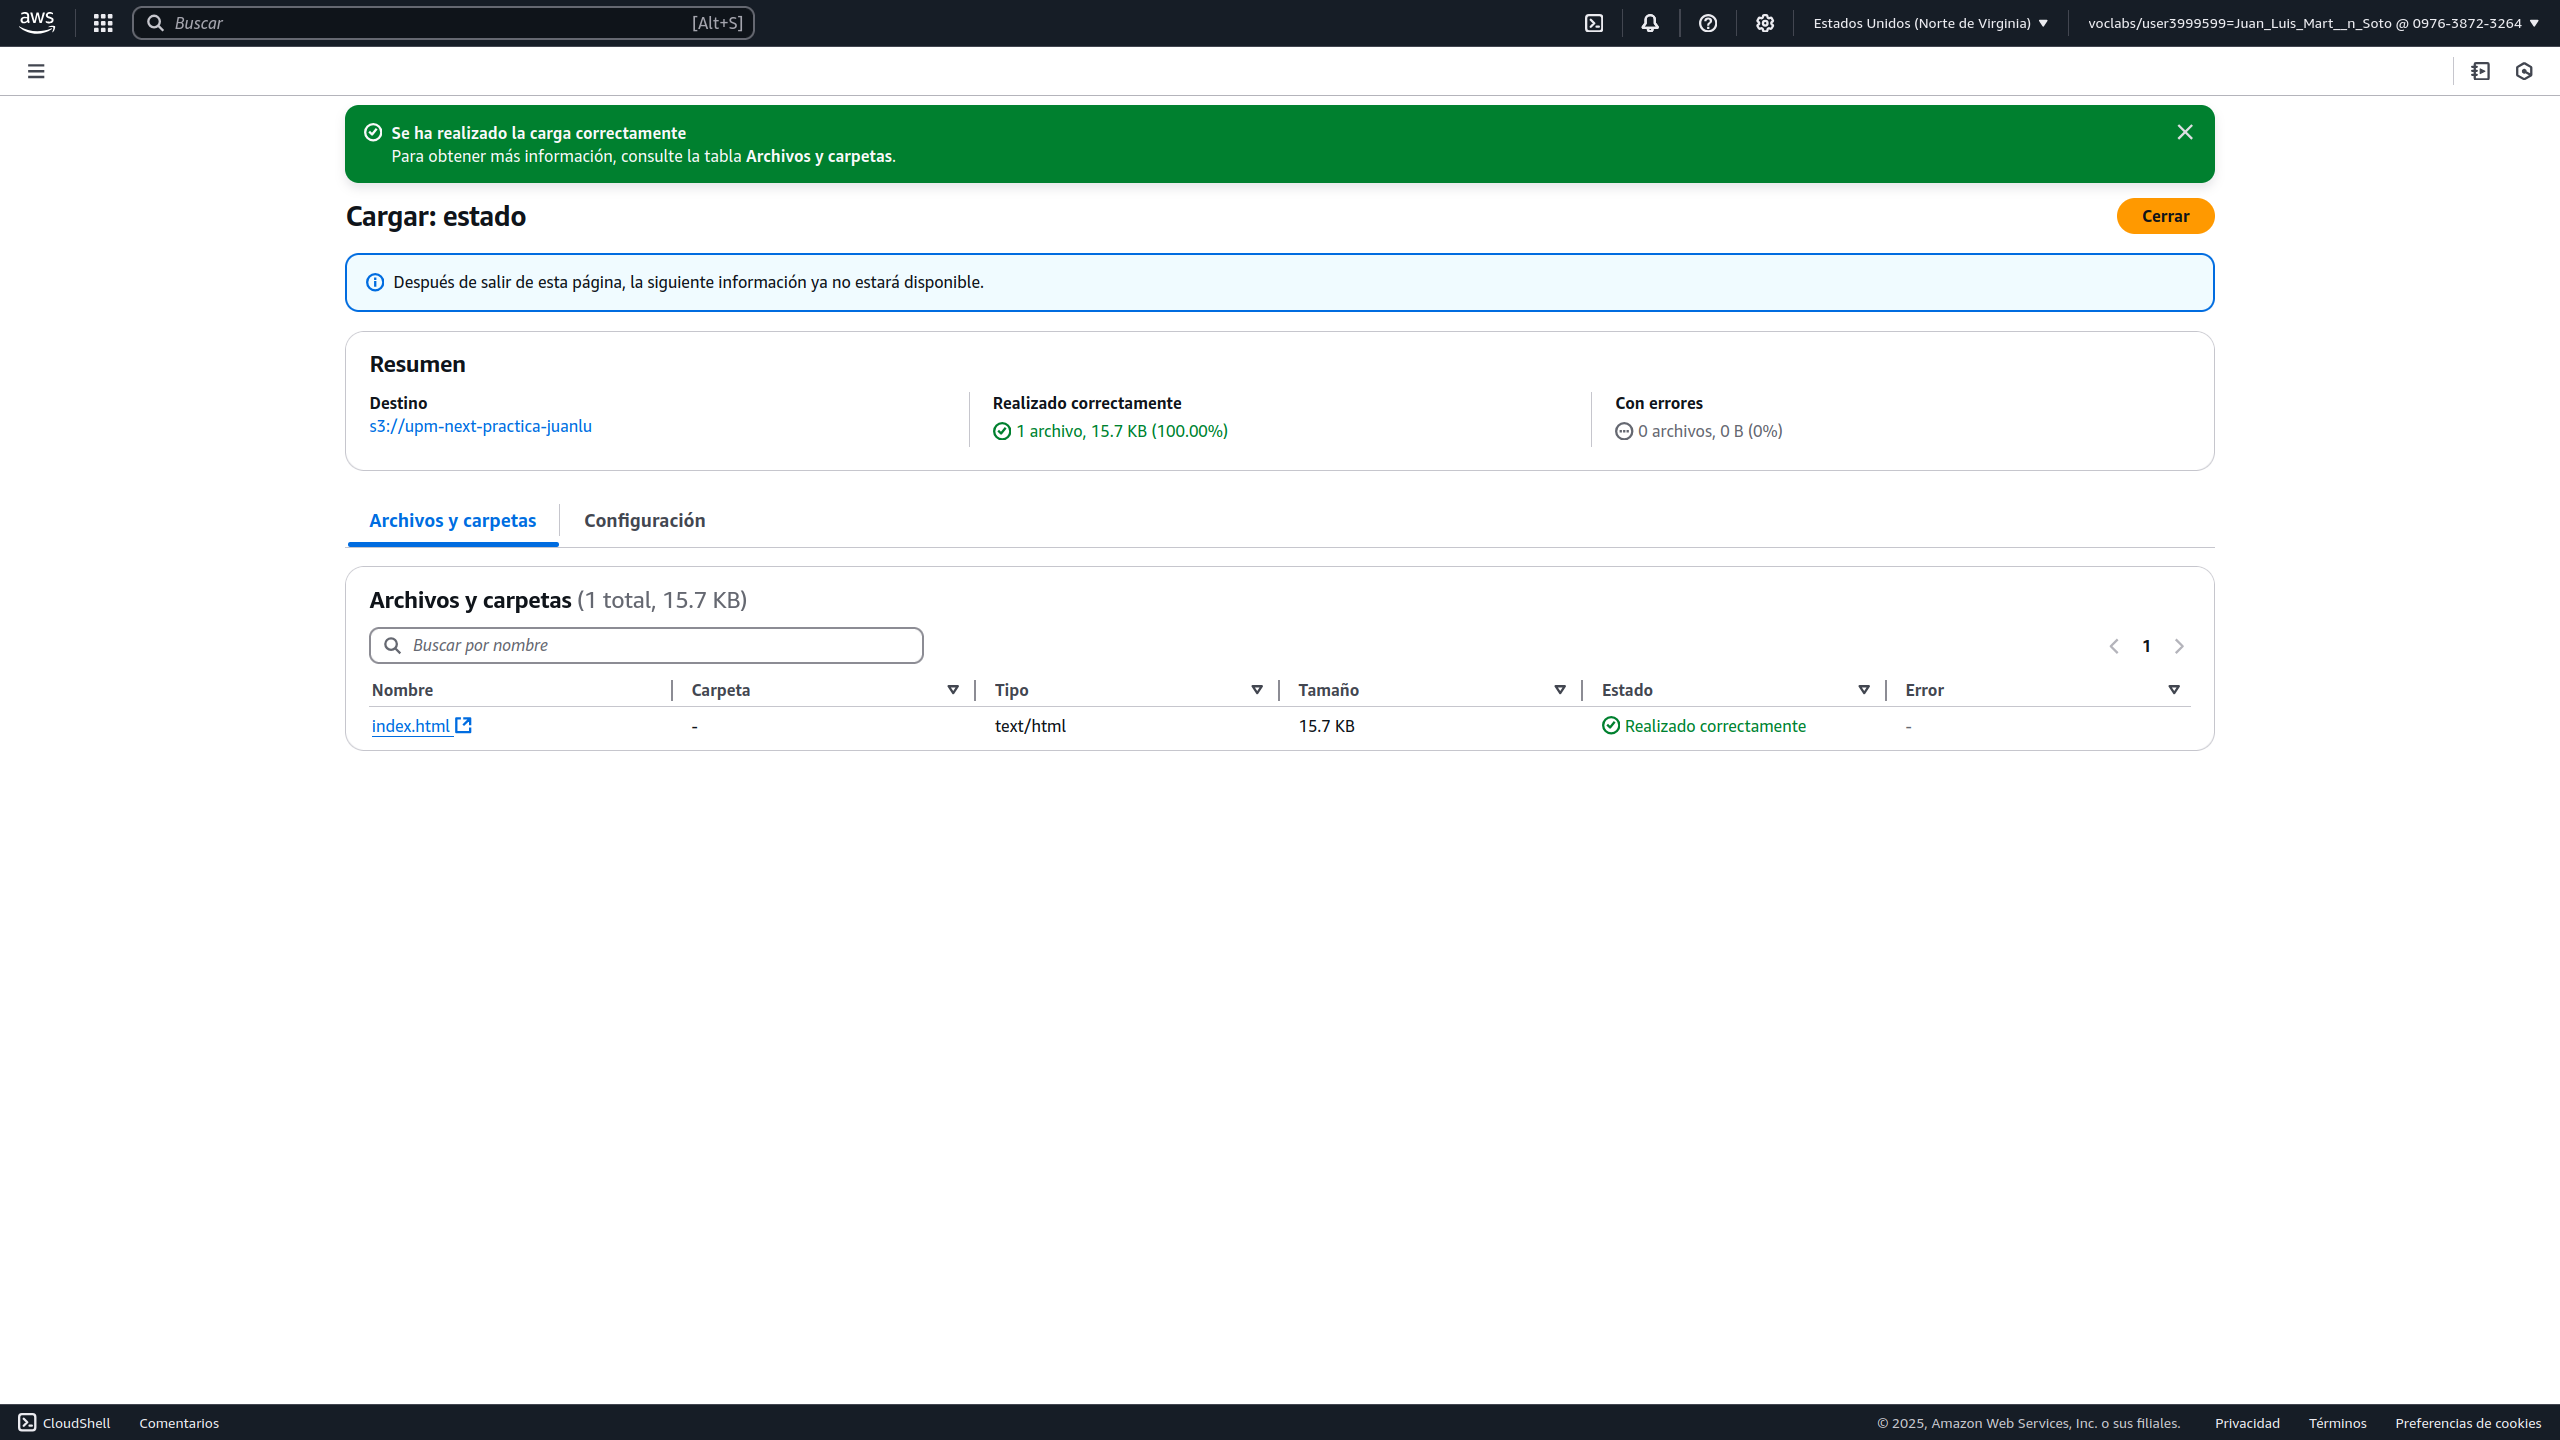 aws
Buscar [Alt+S]
Estados Unidos (Norte de Virginia)
voclabs/user3999599=Juan_Luis_Mart__n_Soto @ 0976-3872-3264
Se ha realizado la carga correctamente
Para obtener más información, consulte la tabla Archivos y carpetas.
Cargar: estado
Cerrar
Después de salir de esta página, la siguiente información ya no estará disponible.
Resumen
Destino
s3://upm-next-practica-juanlu
Realizado correctamente
1 archivo, 15.7 KB (100.00%)
Con errores
0 archivos, 0 B (0%)
Archivos y carpetas
Configuración
Archivos y carpetas (1 total, 15.7 KB)
Buscar por nombre
1
Nombre Carpeta Tipo Tamaño Estado Error
index.html - text/html 15.7 KB Realizado correctamente -
CloudShell Comentarios © 2025, Amazon Web Services, Inc. o sus filiales. Privacidad Términos Preferencias de cookies